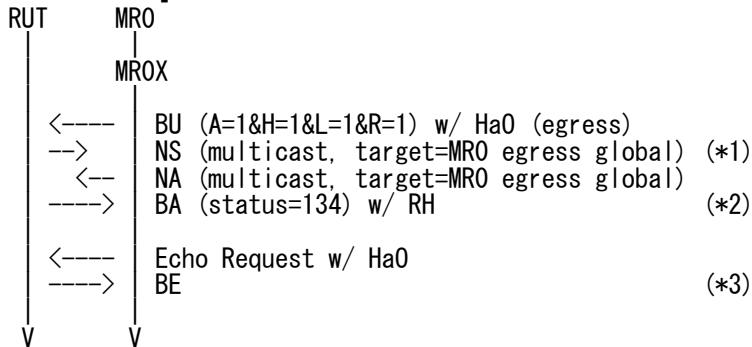 RUT MR0
MR0X
<---- BU (A=1&H=1&L=1&R=1) w/ HaO (egress)
--> NS (multicast, target=MR0 egress global) (*1)
<-- NA (multicast, target=MR0 egress global)
----> BA (status=134) w/ RH (*2)
<---- Echo Request w/ HaO
----> BE (*3)
V V